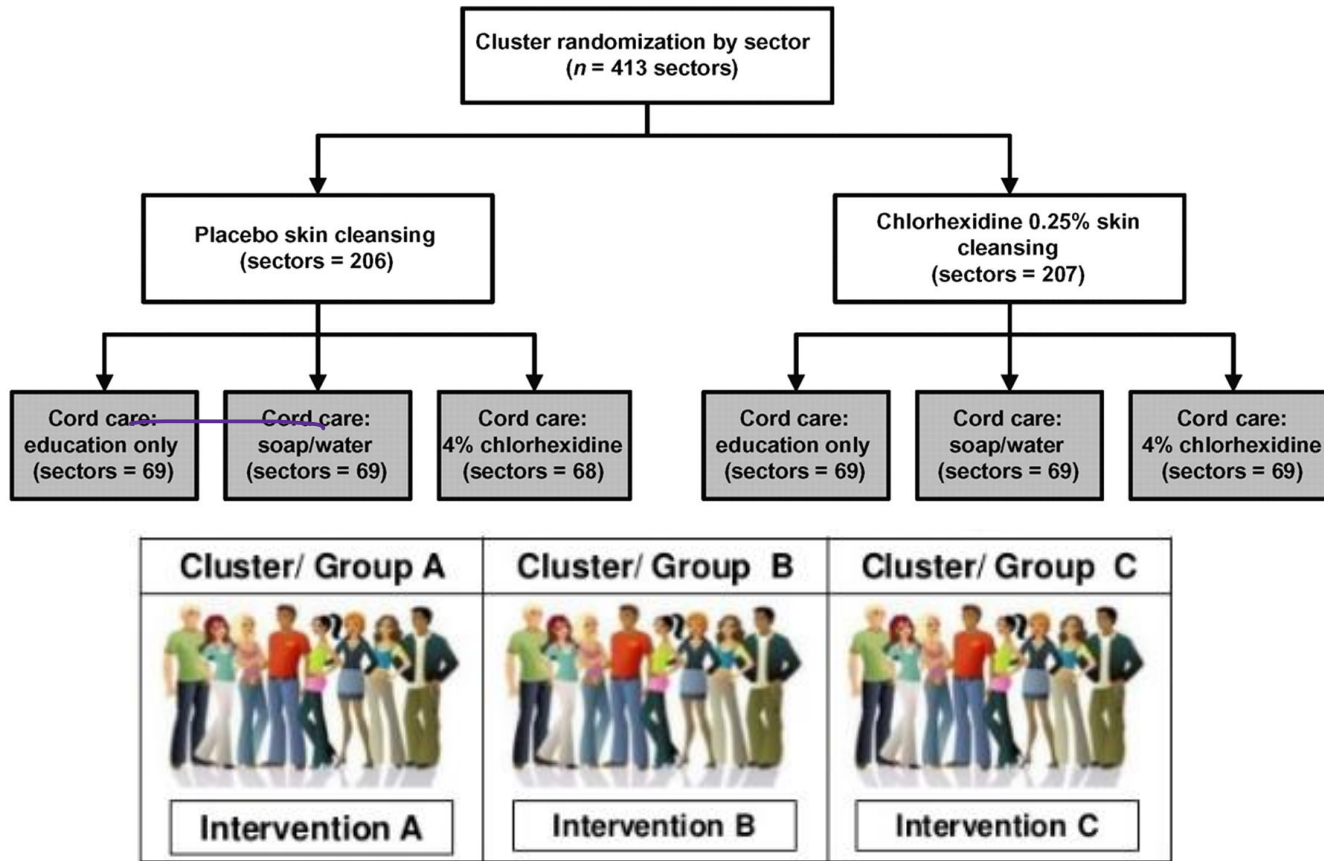 Cluster randomization by sector
(n = 413 sectors)
Placebo skin cleansing
(sectors = 206)
Chlorhexidine 0.25% skin
cleansing
(sectors = 207)
Cord care:
education only
(sectors = 69)
Cord care:
soap/water
(sectors = 69)
Cord care:
4% chlorhexidine
(sectors = 68)
Cord care:
education only
(sectors = 69)
Cord care:
soap/water
(sectors = 69)
Cord care:
4% chlorhexidine
(sectors = 69)
Cluster/ Group A
Cluster/ Group B
Cluster/ Group C
Intervention A
Intervention B
Intervention C